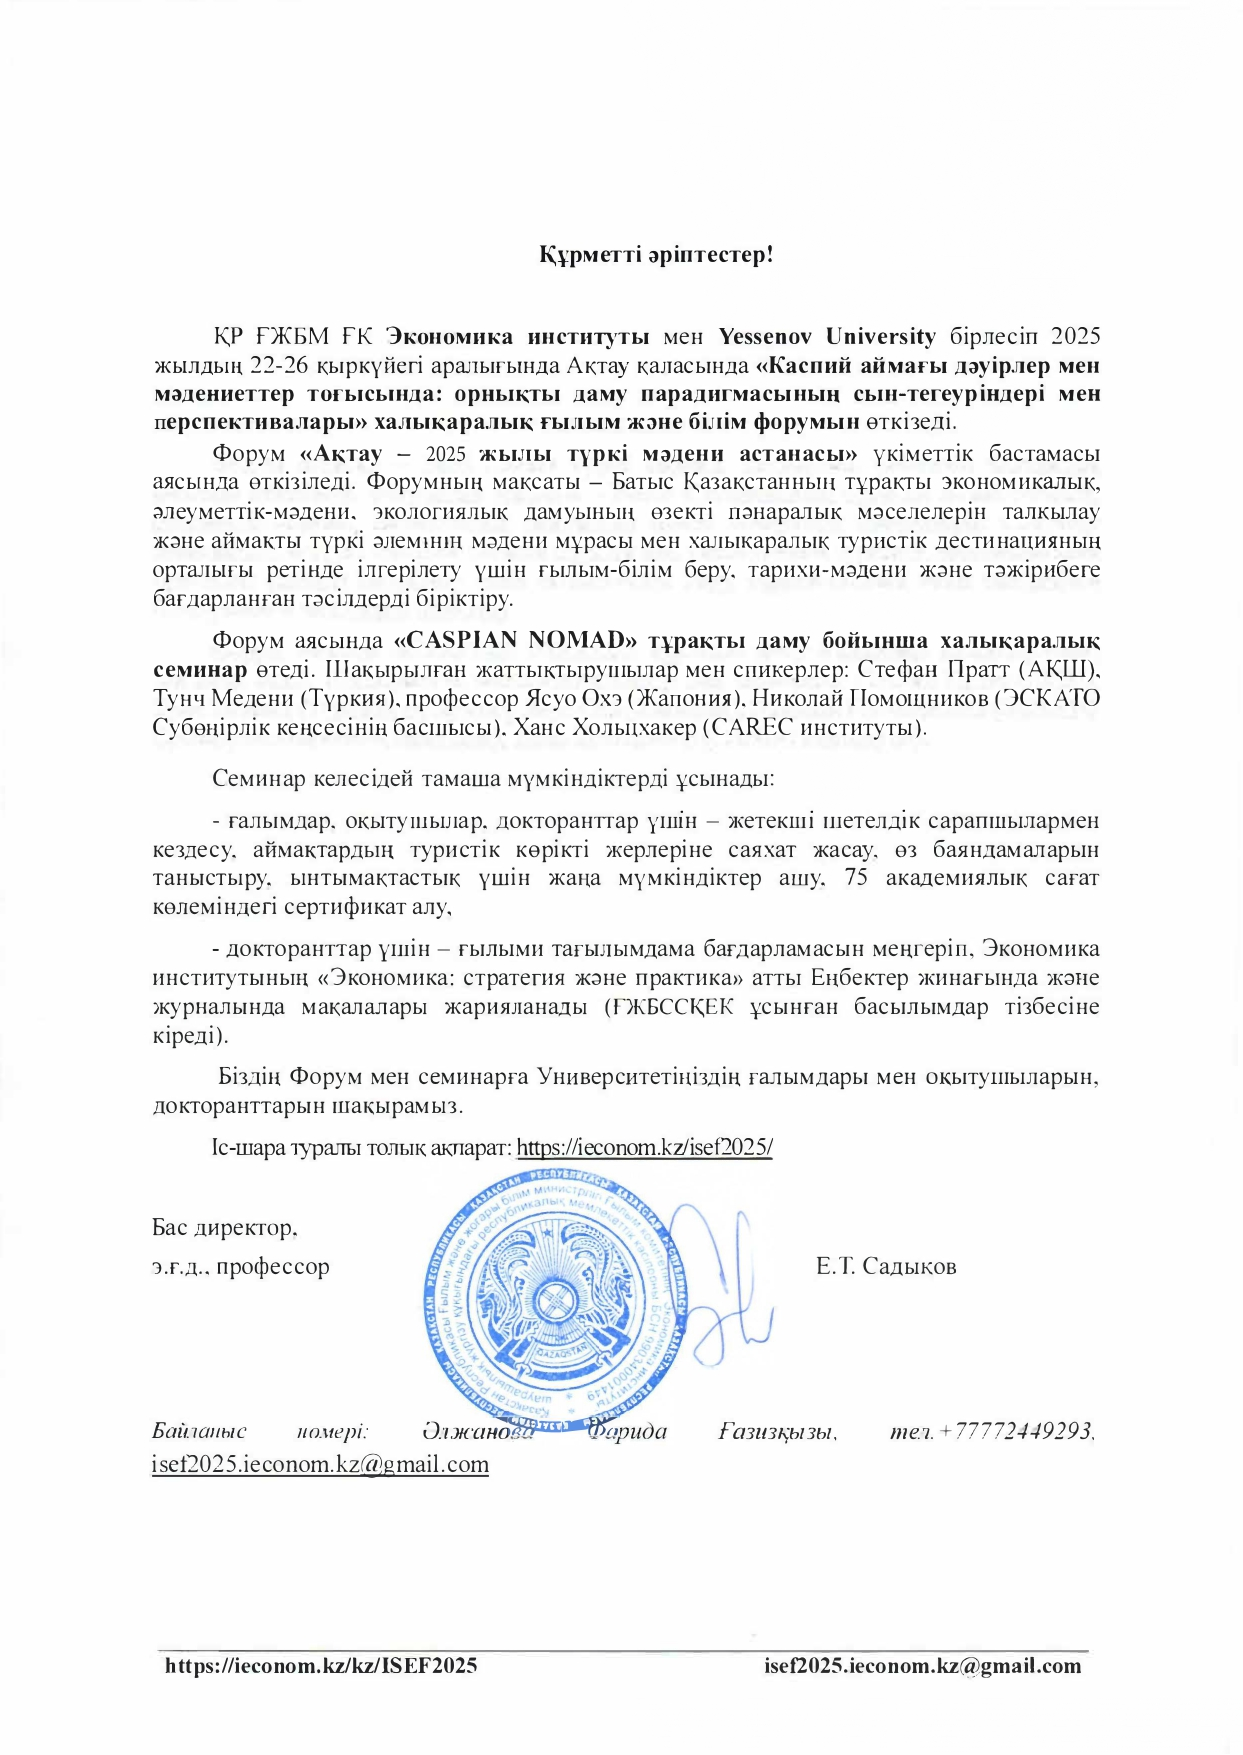 Құрметті әріптестер!
ҚР ҒЖБМ ҒК Экономика институты мен Yessenov University бірлесіп 2025
жылдың 22-26 қыркүйегі аралығында Ақтау қаласында «Каспий аймағы дәуірлер мен
мәдениеттер тоғысында: орнықты даму парадигмасының сын-тегеуріндері мен
перспективалары» халықаралық ғылым және білім форумын өткізеді.
Форум «Ақтау – 2025 жылы түркі мәдени астанасы» үкіметтік бастамасы
аясында өткізіледі. Форумның мақсаты – Батыс Қазақстанның тұрақты экономикалық,
әлеуметтік-мәдени, экологиялық дамуының өзекті пәнаралық мәселелерін талқылау
және аймақты түркі әлемінің мәдени мұрасы мен халықаралық туристік дестинацияның
орталығы ретінде ілгерілету үшін ғылым-білім беру, тарихи-мәдени және тәжірибеге
бағдарланған тәсілдерді біріктіру.
Форум аясында «CASPIAN NOMAD» тұрақты даму бойынша халықаралық
семинар өтеді. Шақырылған жаттықтырушылар мен спикерлер: Стефан Пратт (АҚШ),
Тунч Медени (Түркия), профессор Ясуо Охэ (Жапония), Николай Помощников (ЭСКАТО
Субөңірлік кеңсесінің басшысы), Ханс Хольцхакер (CAREC институты).
Семинар келесідей тамаша мүмкіндіктерді ұсынады:
- ғалымдар, оқытушылар, докторанттар үшін – жетекші шетелдік сарапшылармен
кездесу, аймақтардың туристік көрікті жерлеріне саяхат жасау, өз баяндамаларын
таныстыру, ынтымақтастық үшін жаңа мүмкіндіктер ашу, 75 академиялық сағат
көлеміндегі сертификат алу,
- докторанттар үшін – ғылыми тағылымдама бағдарламасын меңгеріп, Экономика
институтының «Экономика: стратегия және практика» атты Еңбектер жинағында және
журналында мақалалары жарияланады (ҒЖБССҚЕК ұсынған басылымдар тізбесіне
кіреді).
Біздің Форум мен семинарға Университетіңіздің ғалымдары мен оқытушыларын,
докторанттарын шақырамыз.
Іс-шара туралы толық ақпарат: https://ieconom.kz/isef2025/
Бас директор,
э.ғ.д., профессор Е.Т. Садыков
QAZAQSTAN
Байланыс номері: Әлжанова Фарида Ғазизқызы, тел.+77772449293,
isef2025.ieconom.kz@gmail.com
https://ieconom.kz/kz/ISEF2025 isef2025.ieconom.kz@gmail.com